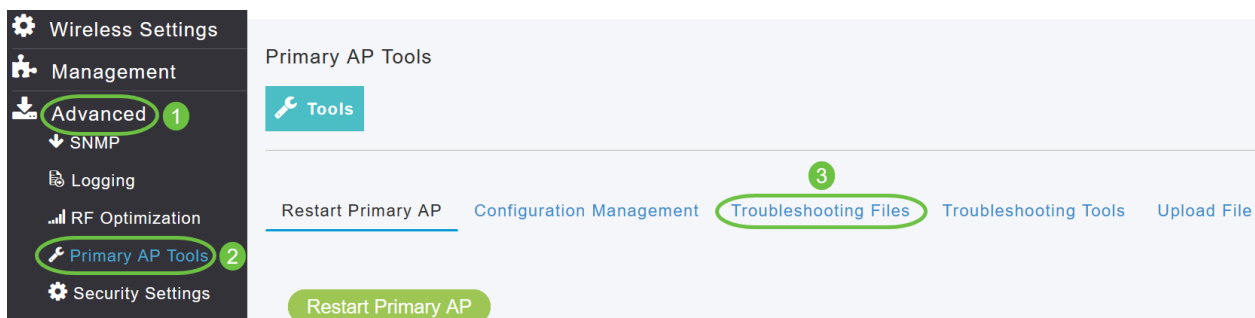 Wireless Settings
Management
Advanced 1
SNMP
Logging
RF Optimization
Primary AP Tools 2
Security Settings
Primary AP Tools
Tools
3
Restart Primary AP Configuration Management Troubleshooting Files Troubleshooting Tools Upload File
Restart Primary AP